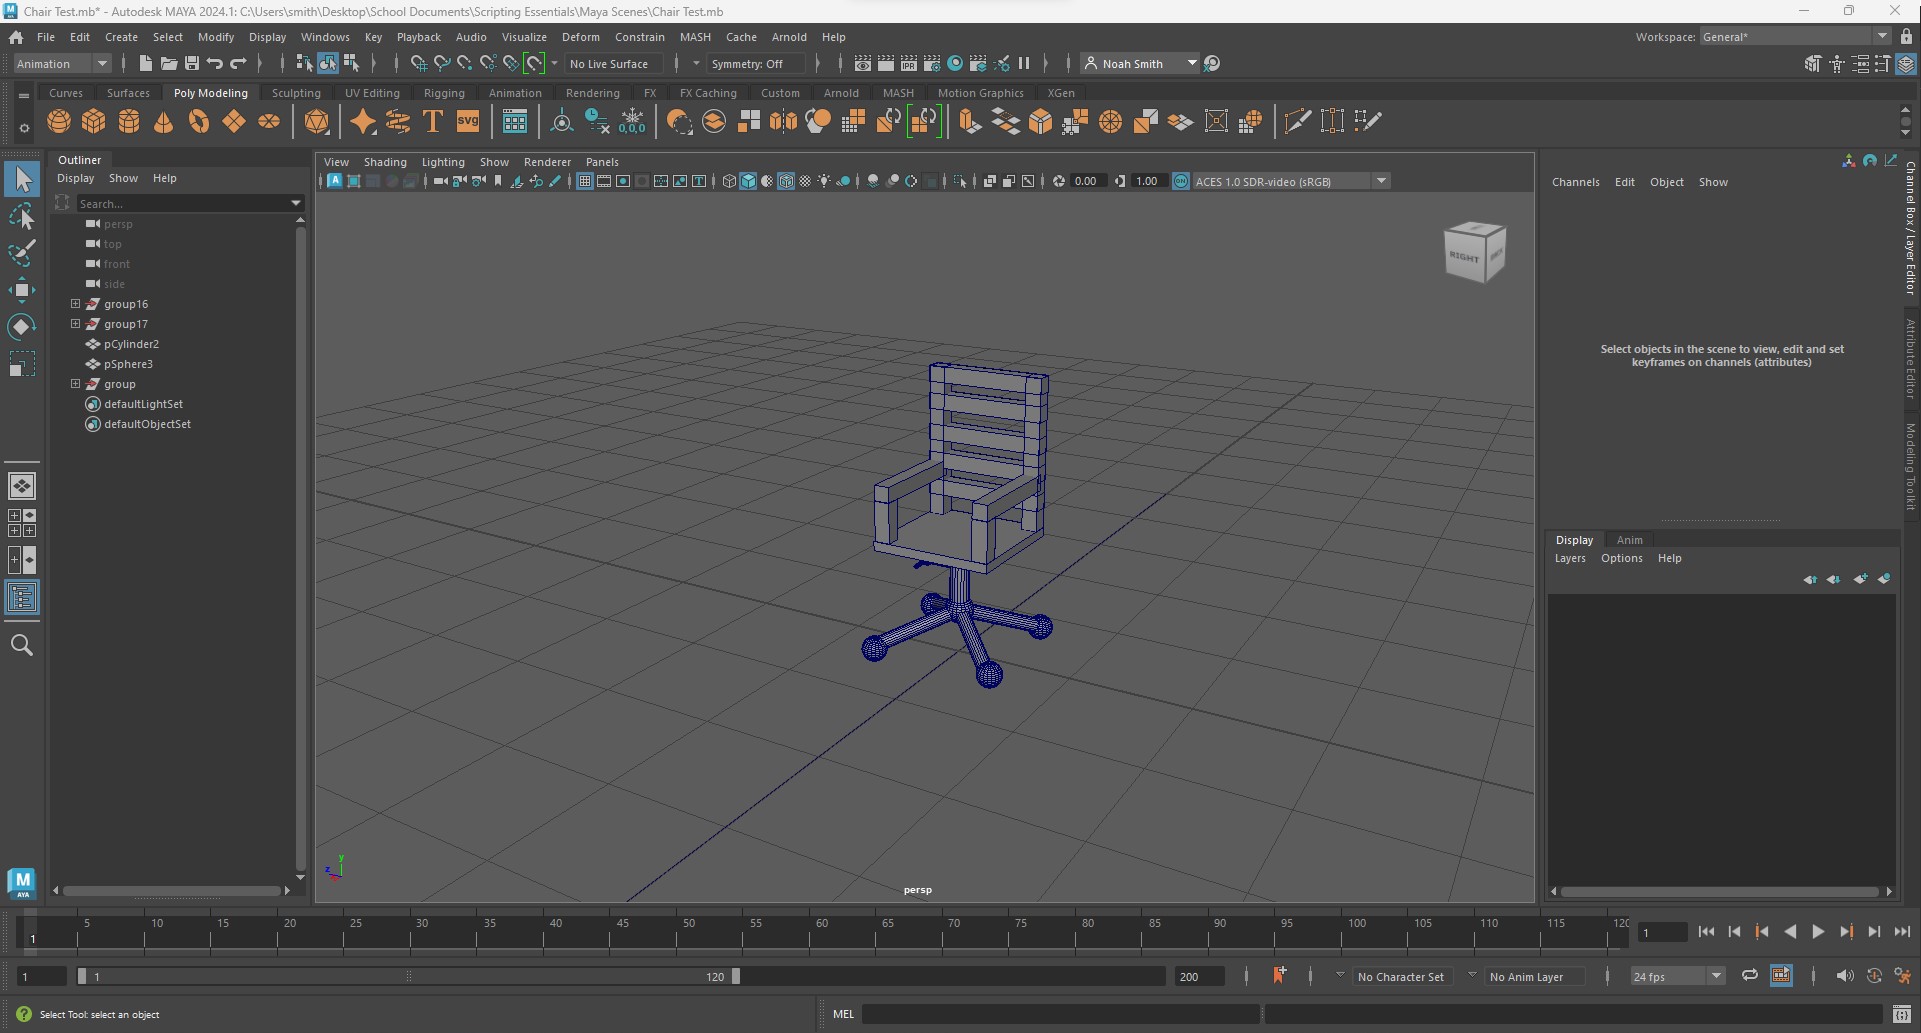 Chair Test.mb* - Autodesk MAYA 2024.1: C:\Users\smith\Desktop\School Documents\Scripting Essentials\Maya Scenes\Chair Test.mb
File Edit Create Select Modify Display Windows Key Playback Audio Visualize Deform Constrain MASH Cache Arnold Help
Workspace: General*
Animation
No Live Surface
Symmetry: Off
IPR
Noah Smith
Curves Surfaces Poly Modeling Sculpting UV Editing Rigging Animation Rendering FX FX Caching Custom Arnold MASH Motion Graphics XGen
T
SVG
0,0,0
Outliner
Display Show Help
Search...
persp
top
front
side
group16
group17
pCylinder2
pSphere3
group
defaultLightSet
defaultObjectSet
View Shading Lighting Show Renderer Panels
0.00
1.00
ON
ACES 1.0 SDR-video (sRGB)
RIGHT
persp
y
z
Channels Edit Object Show
Select objects in the scene to view, edit and set
keyframes on channels (attributes)
Channel Box / Layer Editor
Attribute Editor
Modeling Toolkit
Display Anim
Layers Options Help
M
AYA
5 10 15 20 25 30 35 40 45 50 55 60 65 70 75 80 85 90 95 100 105 110 115 120
1
1
1
1
120
200
No Character Set
No Anim Layer
24 fps
Select Tool: select an object
MEL